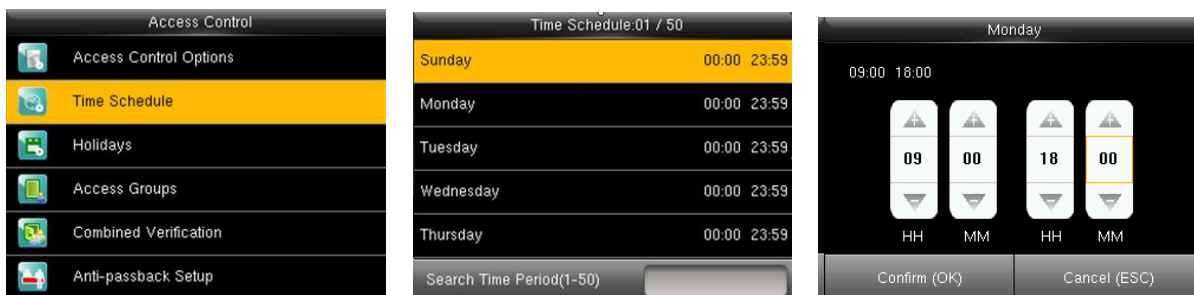 Access Control
Access Control Options
Time Schedule
Holidays
Access Groups
Combined Verification
Anti-passback Setup
Time Schedule:01 / 50
Sunday 00:00 23:59
Monday 00:00 23:59
Tuesday 00:00 23:59
Wednesday 00:00 23:59
Thursday 00:00 23:59
Search Time Period(1-50)
Monday
09:00 18:00
09 00 18 00
HH MM HH MM
Confirm (OK) Cancel (ESC)